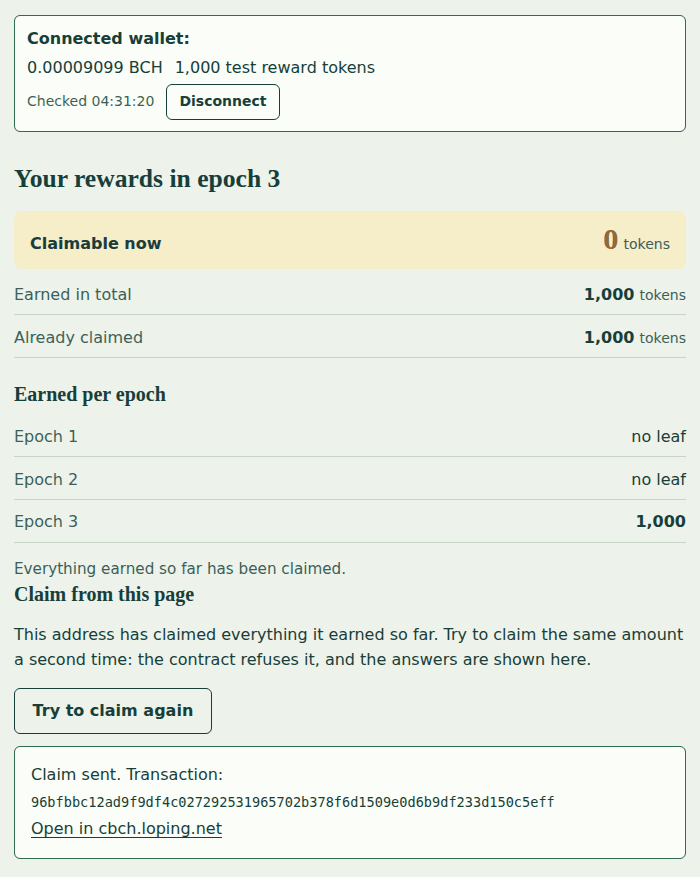 Connected wallet:
0.00009099 BCH 1,000 test reward tokens
Checked 04:31:20 Disconnect
Your rewards in epoch 3
Claimable now 0 tokens
Earned in total 1,000 tokens
Already claimed 1,000 tokens
Earned per epoch
Epoch 1 no leaf
Epoch 2 no leaf
Epoch 3 1,000
Everything earned so far has been claimed.
Claim from this page
This address has claimed everything it earned so far. Try to claim the same amount
a second time: the contract refuses it, and the answers are shown here.
Try to claim again
Claim sent. Transaction:
96bfbbc12ad9f9df4c027292531965702b378f6d1509e0d6b9df233d150c5eff
Open in cbch.loping.net